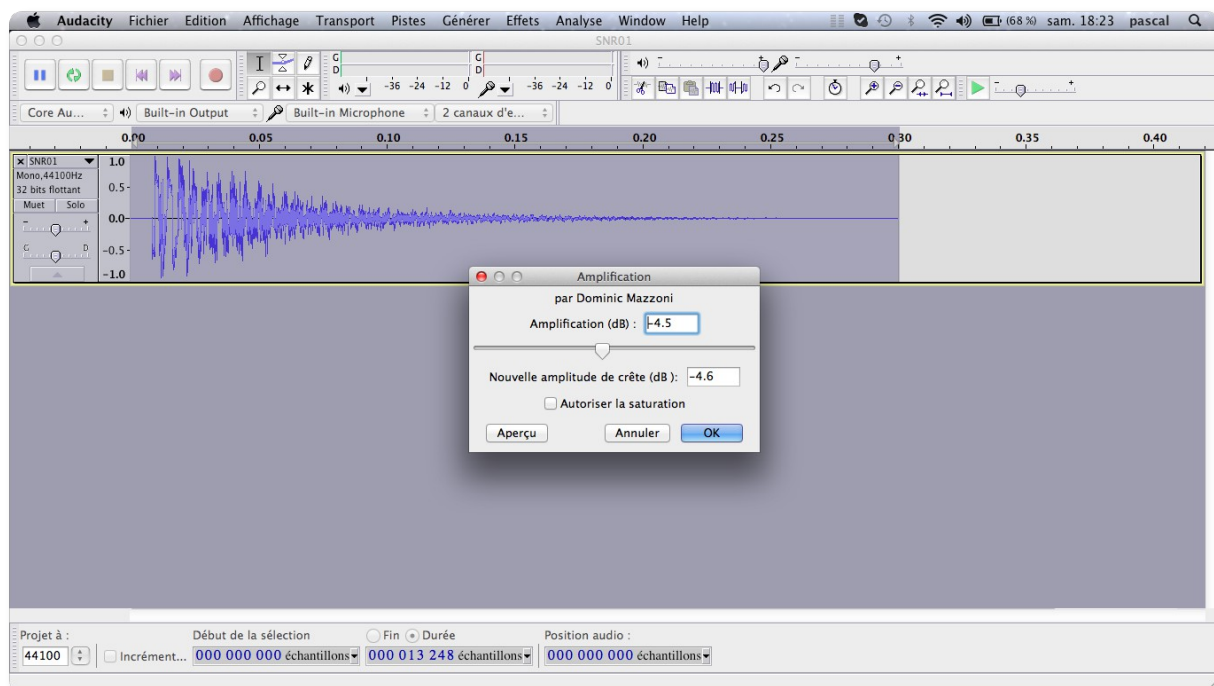 Audacity Fichier Edition Affichage Transport Pistes Générer Effets Analyse Window Help (68 %) sam. 18:23 pascal
SNR01
G D G D
-36 -24 -12 0 -36 -24 -12 0
Core Au... Built-in Output Built-in Microphone 2 canaux d'e...
0.00 0.05 0.10 0.15 0.20 0.25 0.30 0.35 0.40
SNR01 1.0
Mono,44100Hz
32 bits flottant 0.5-
Muet Solo
- + 0.0-
G D -0.5-
-1.0
Amplification
par Dominic Mazzoni
Amplification (dB) : -4.5
Nouvelle amplitude de crête (dB ): -4.6
Autoriser la saturation
Aperçu Annuler OK
Projet à : Début de la sélection Fin Durée Position audio :
44100 Incrément... 000 000 000 échantillons 000 013 248 échantillons 000 000 000 échantillons